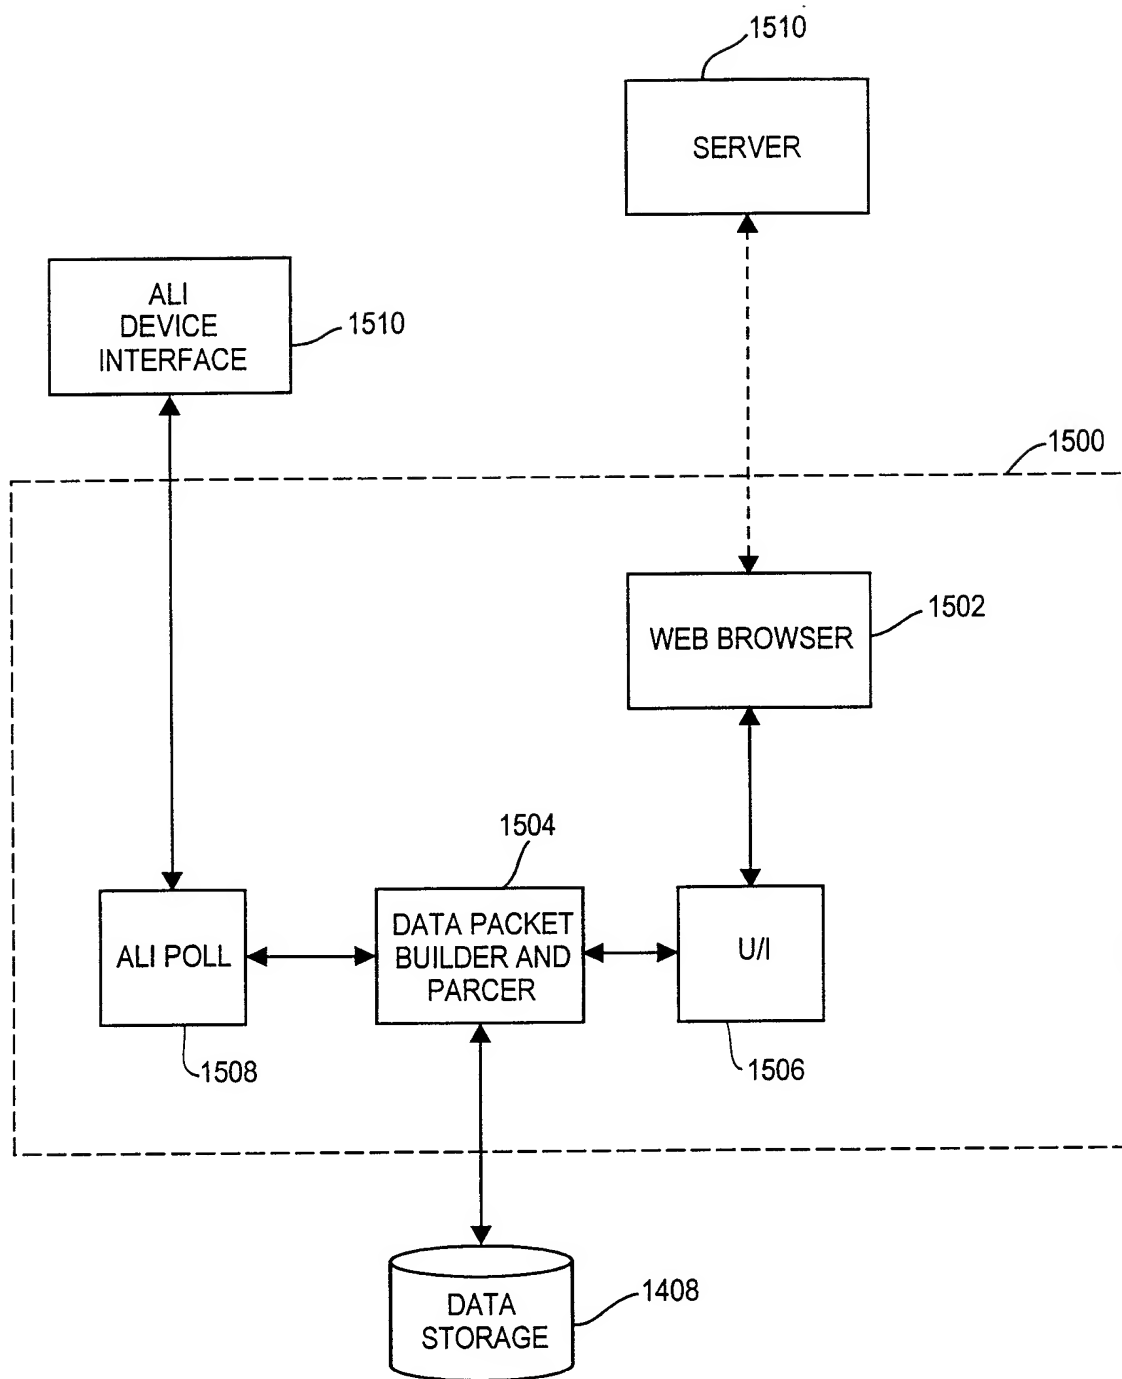 1510
SERVER
ALI
DEVICE
INTERFACE
1510
1500
WEB BROWSER
1502
1504
ALI POLL
DATA PACKET
BUILDER AND
PARCER
U/I
1508
1506
DATA
STORAGE
1408